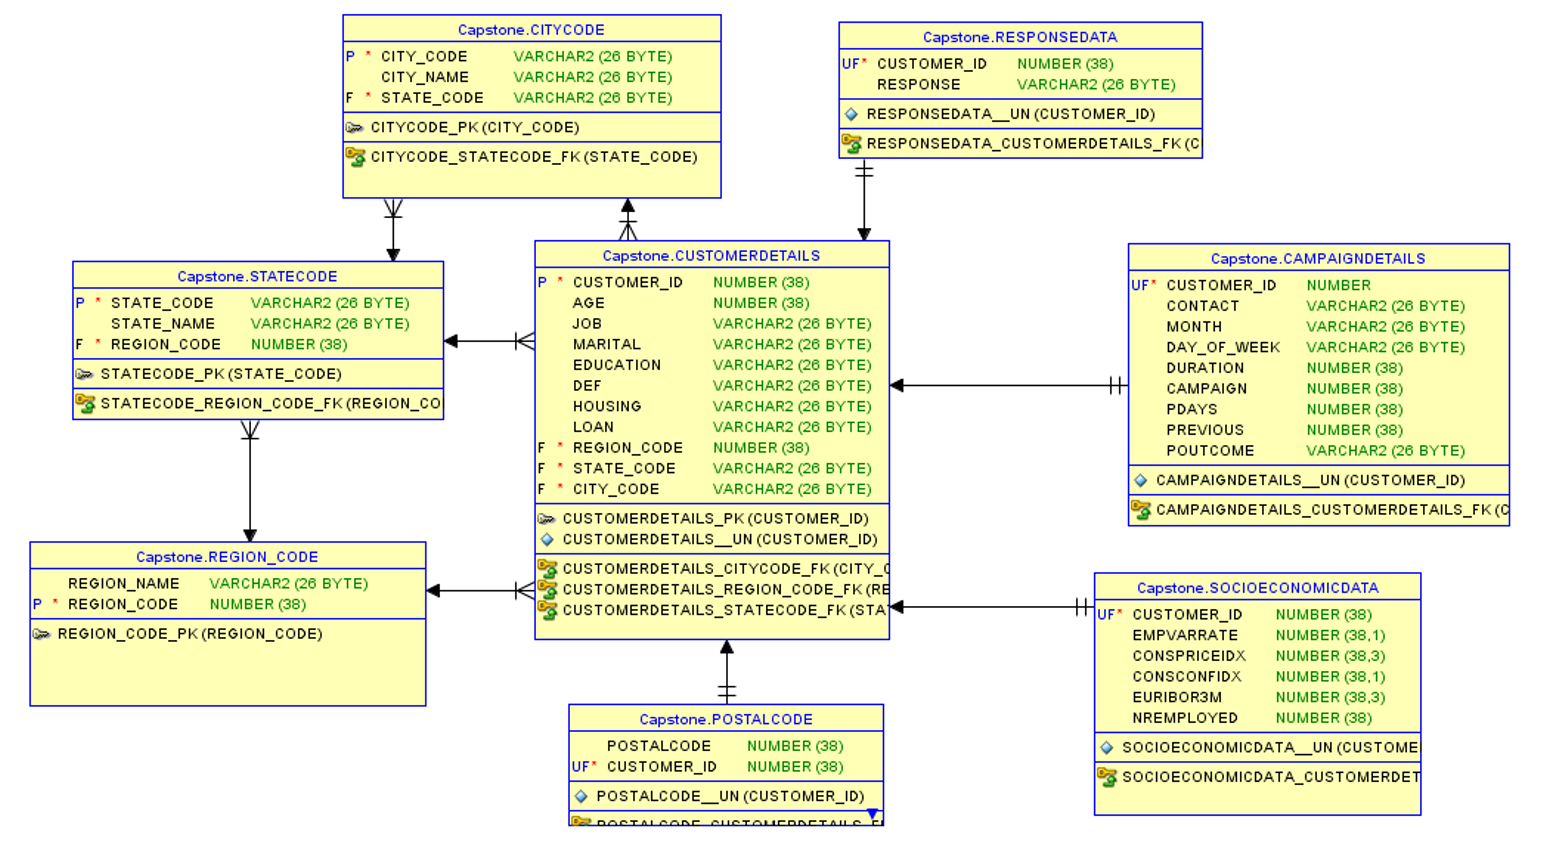 Capstone.CITYCODE
P * CITY_CODE VARCHAR2 (26 BYTE)
CITY_NAME VARCHAR2 (26 BYTE)
F * STATE_CODE VARCHAR2 (26 BYTE)
CITYCODE_PK (CITY_CODE)
CITYCODE_STATECODE_FK (STATE_CODE)
Capstone.RESPONSEDATA
UF* CUSTOMER_ID NUMBER (38)
RESPONSE VARCHAR2 (26 BYTE)
RESPONSEDATA__UN (CUSTOMER_ID)
RESPONSEDATA_CUSTOMERDETAILS_FK (C
Capstone.STATECODE
P * STATE_CODE VARCHAR2 (26 BYTE)
STATE_NAME VARCHAR2 (26 BYTE)
F * REGION_CODE NUMBER (38)
STATECODE_PK (STATE_CODE)
STATECODE_REGION_CODE_FK (REGION_CO
Capstone.CUSTOMERDETAILS
P * CUSTOMER_ID NUMBER (38)
AGE NUMBER (38)
JOB VARCHAR2 (26 BYTE)
MARITAL VARCHAR2 (26 BYTE)
EDUCATION VARCHAR2 (26 BYTE)
DEF VARCHAR2 (26 BYTE)
HOUSING VARCHAR2 (26 BYTE)
LOAN VARCHAR2 (26 BYTE)
F * REGION_CODE NUMBER (38)
F * STATE_CODE VARCHAR2 (26 BYTE)
F * CITY_CODE VARCHAR2 (26 BYTE)
CUSTOMERDETAILS_PK (CUSTOMER_ID)
CUSTOMERDETAILS__UN (CUSTOMER_ID)
CUSTOMERDETAILS_CITYCODE_FK (CITY_C
CUSTOMERDETAILS_REGION_CODE_FK (RE
CUSTOMERDETAILS_STATECODE_FK (STA
Capstone.CAMPAIGNDETAILS
UF* CUSTOMER_ID NUMBER
CONTACT VARCHAR2 (26 BYTE)
MONTH VARCHAR2 (26 BYTE)
DAY_OF_WEEK VARCHAR2 (26 BYTE)
DURATION NUMBER (38)
CAMPAIGN NUMBER (38)
PDAYS NUMBER (38)
PREVIOUS NUMBER (38)
POUTCOME VARCHAR2 (26 BYTE)
CAMPAIGNDETAILS__UN (CUSTOMER_ID)
CAMPAIGNDETAILS_CUSTOMERDETAILS_FK (C
Capstone.REGION_CODE
REGION_NAME VARCHAR2 (26 BYTE)
P * REGION_CODE NUMBER (38)
REGION_CODE_PK (REGION_CODE)
Capstone.SOCIOECONOMICDATA
UF* CUSTOMER_ID NUMBER (38)
EMPVARRATE NUMBER (38,1)
CONSPRICEIDX NUMBER (38,3)
CONSCONFIDX NUMBER (38,1)
EURIBOR3M NUMBER (38,3)
NREMPLOYED NUMBER (38)
SOCIOECONOMICDATA__UN (CUSTOME
SOCIOECONOMICDATA_CUSTOMERDET
Capstone.POSTALCODE
POSTALCODE NUMBER (38)
UF* CUSTOMER_ID NUMBER (38)
POSTALCODE__UN (CUSTOMER_ID)
POSTALCODE_CUSTOMERDETAILS_F